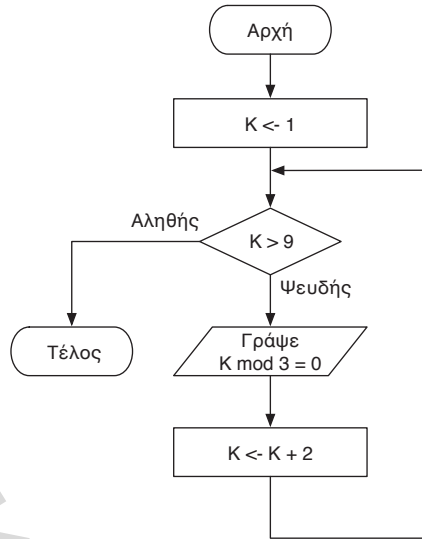 Αρχή
Κ <- 1
Αληθής
Κ > 9
Ψευδής
Τέλος
Γράψε
Κ mod 3 = 0
Κ <- Κ + 2